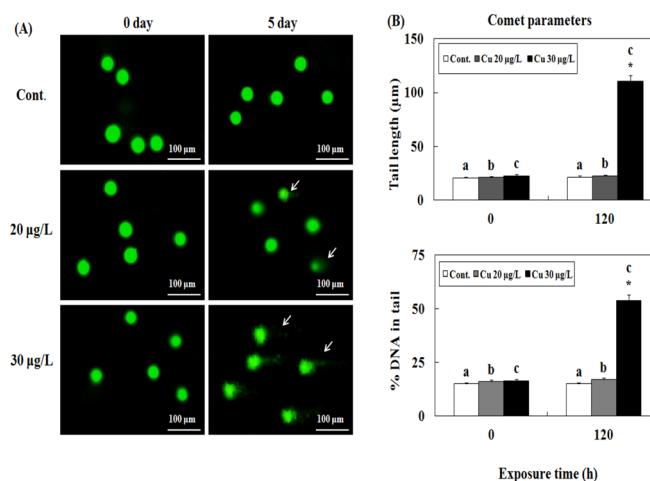 (A)
0 day
5 day
Cont.
100 μm
100 μm
20 μg/L
100 μm
100 μm
30 μg/L
100 μm
100 μm
(B)
Comet parameters
Tail length (μm)
150
100
50
0
Cont.
Cu 20 μg/L
Cu 30 μg/L
a b c
a b c
*
0
120
% DNA in tail
75
50
25
0
Cont.
Cu 20 μg/L
Cu 30 μg/L
a b c
a b c
*
0
120
Exposure time (h)